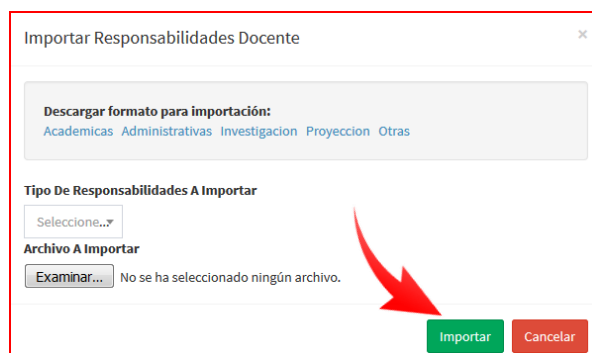 Importar Responsabilidades Docente
×
Descargar formato para importación:
Academicas Administrativas Investigacion Proyeccion Otras
Tipo De Responsabilidades A Importar
Seleccione...
Archivo A Importar
Examinar... No se ha seleccionado ningún archivo.
Importar Cancelar